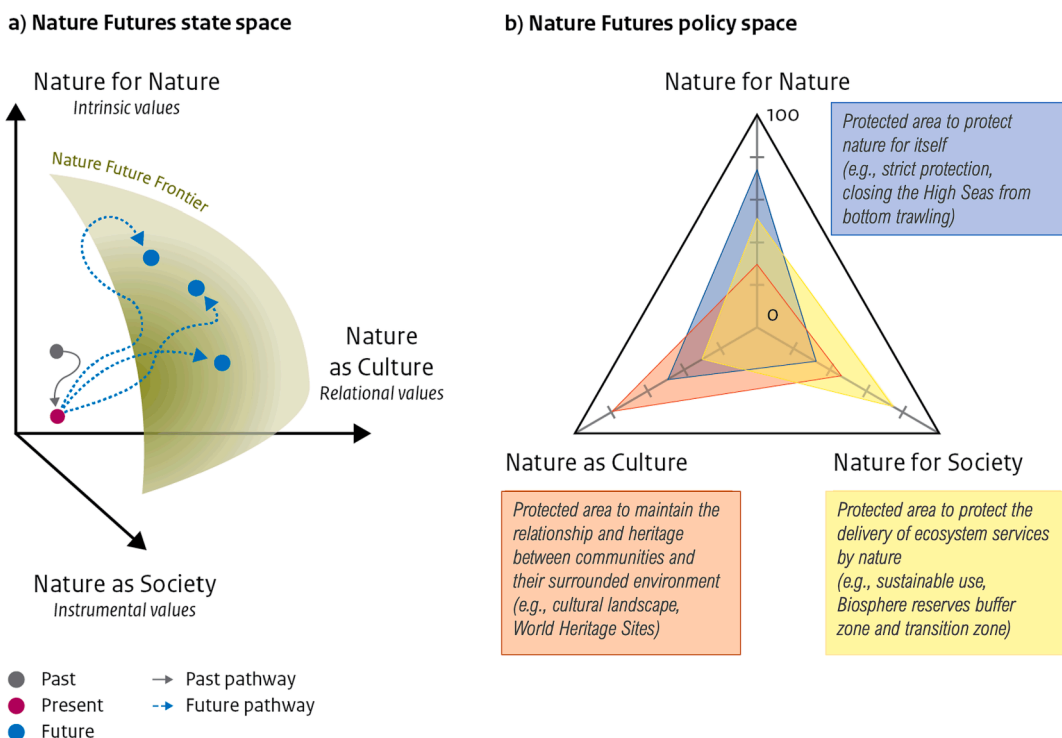 a) Nature Futures state space
Nature for Nature
Intrinsic values
Nature Future Frontier
Nature
as Culture
Relational values
Nature as Society
Instrumental values
Past
Present
Future
Past pathway
Future pathway
b) Nature Futures policy space
Nature for Nature
100
0
Protected area to protect
nature for itself
(e.g., strict protection,
closing the High Seas from
bottom trawling)
Nature as Culture
Protected area to maintain the
relationship and heritage
between communities and
their surrounded environment
(e.g., cultural landscape,
World Heritage Sites)
Nature for Society
Protected area to protect the
delivery of ecosystem services
by nature
(e.g., sustainable use,
Biosphere reserves buffer
zone and transition zone)